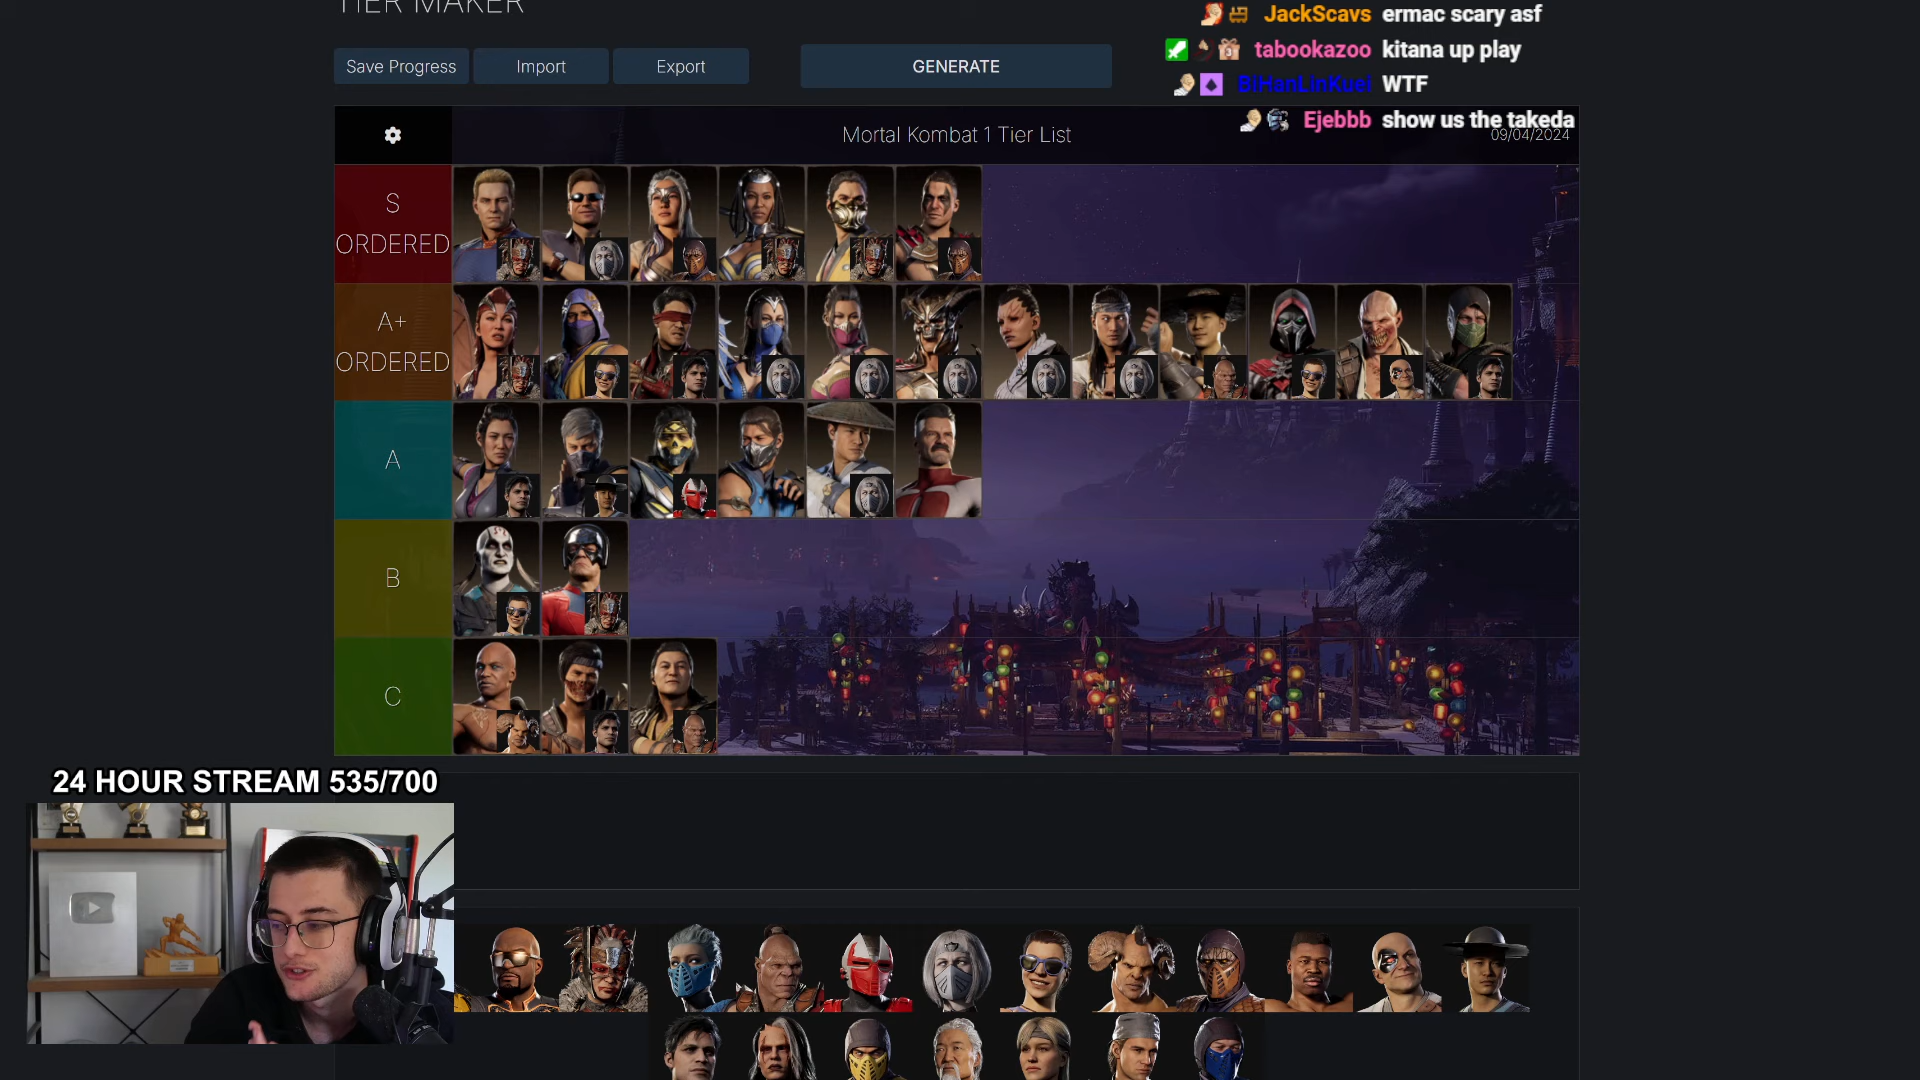 TIER MAKER
Save Progress
Import
Export
GENERATE
JackScavs ermac scary asf
tabookazoo kitana up play
BiHanLinKuei WTF
Ejebbb show us the takeda
Mortal Kombat 1 Tier List
09/04/2024
S
ORDERED
A+
ORDERED
A
B
C
24 HOUR STREAM 535/700